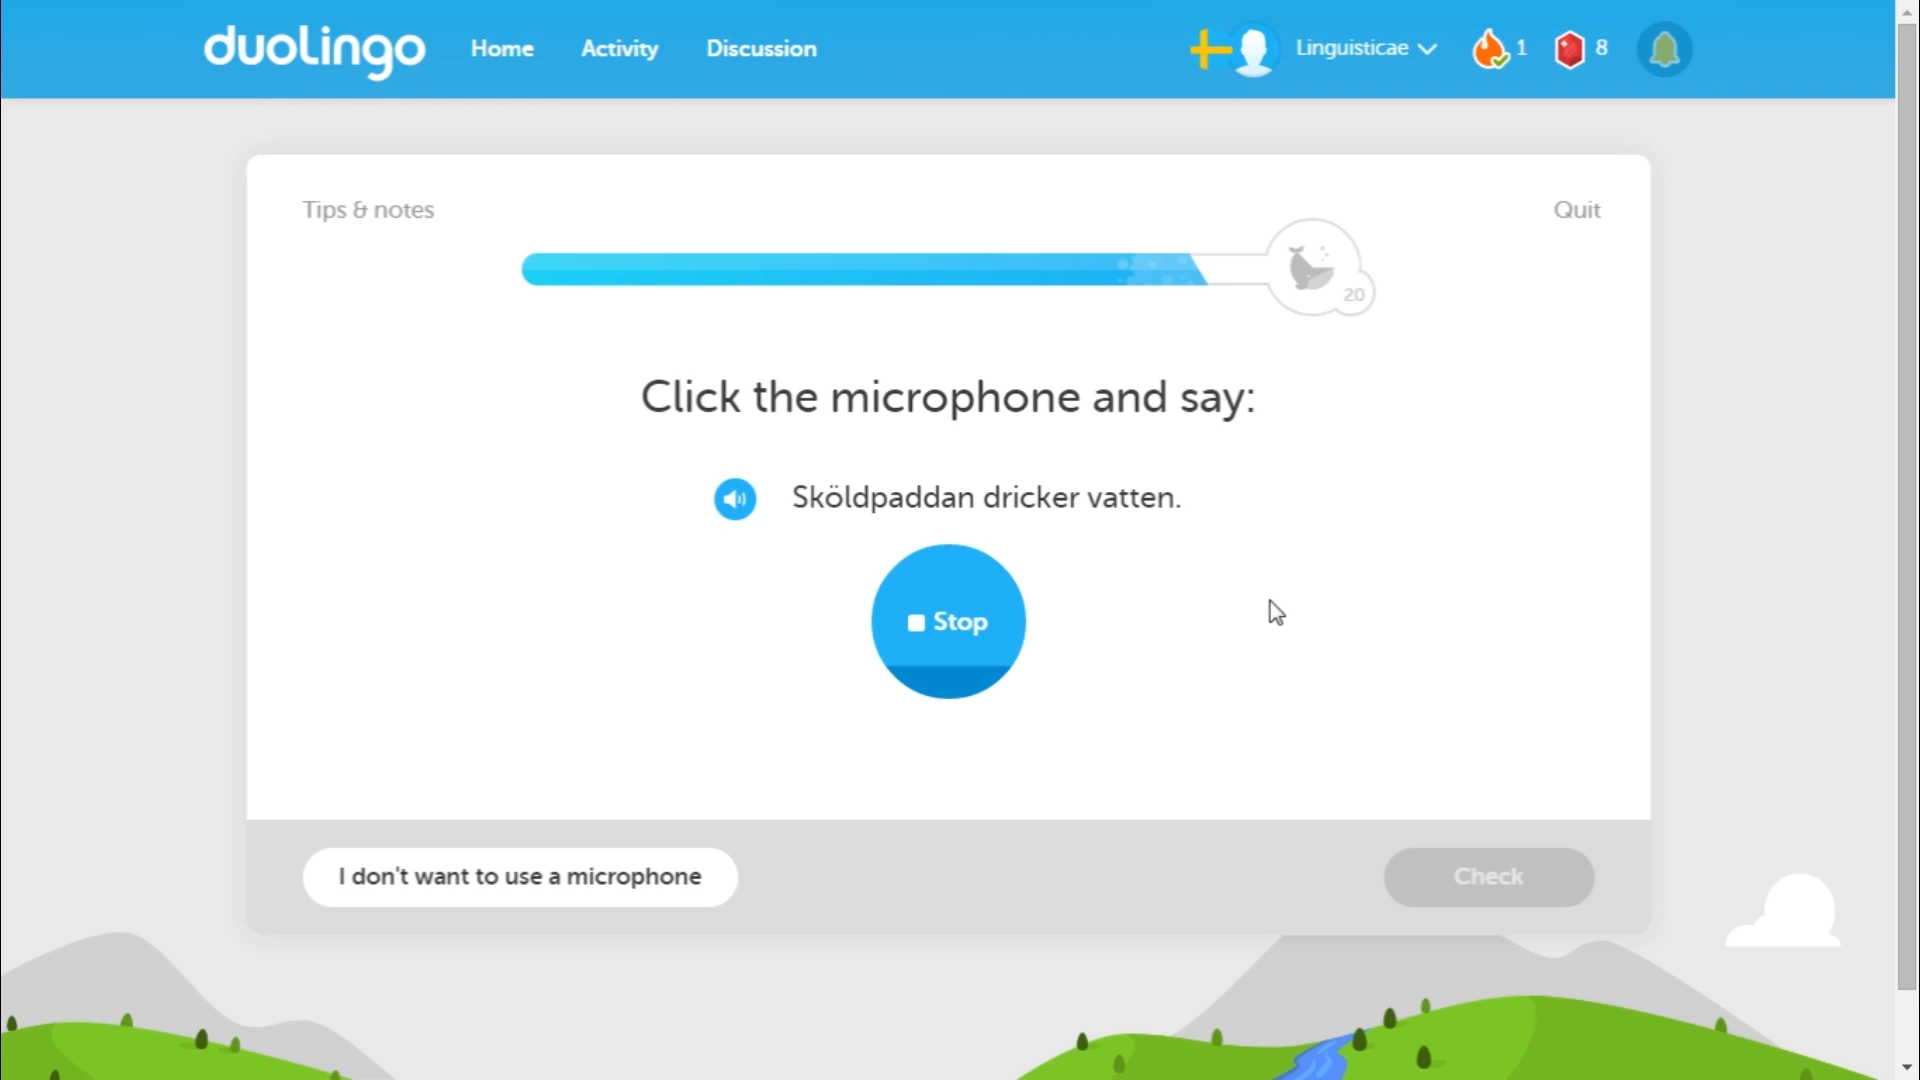 duolingo Home Activity Discussion Linguisticae 1 8
Tips & notes Quit
20
Click the microphone and say:
Sköldpaddan dricker vatten.
Stop
I don't want to use a microphone Check